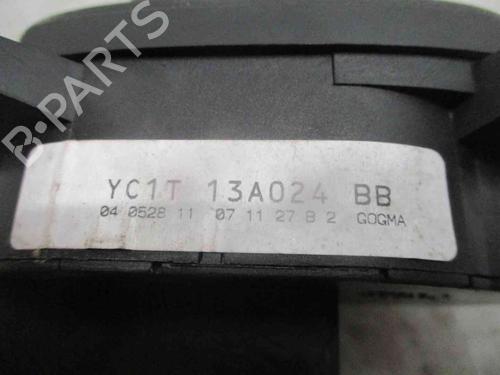 B-PARTS
YC1T 13A024 BB
04 0528 11 07 11 27 B 2 GOGMA